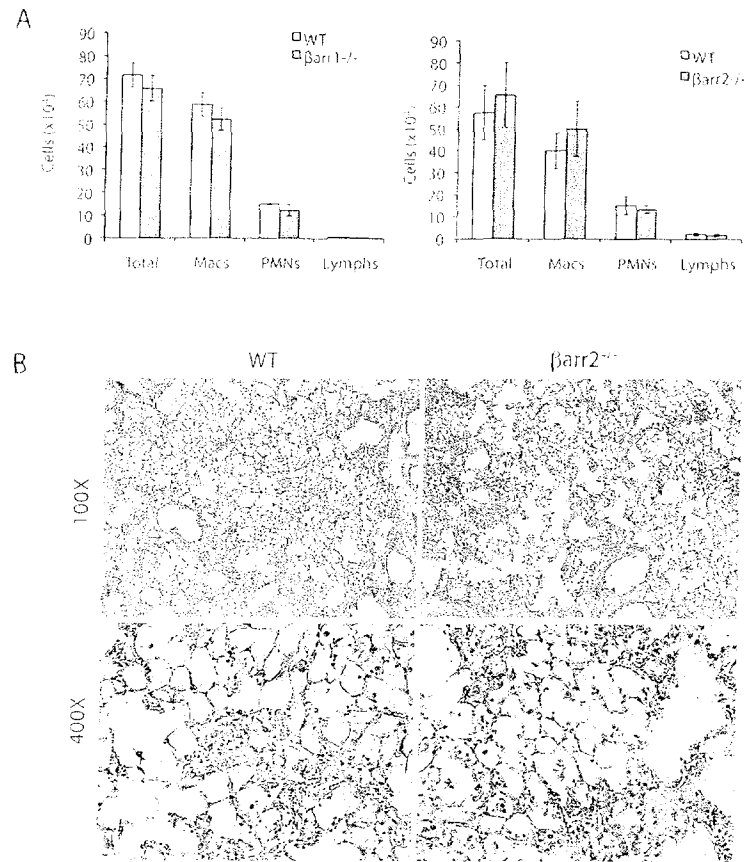 A
WT
βarr1-/-
Cells (x10⁴)
90
80
70
60
50
40
30
20
10
0
Total Macs PMNs Lymphs
WT
βarr2-/-
90
80
70
60
50
40
30
20
10
0
Total Macs PMNs Lymphs
B
WT βarr2-/-
100X
400X